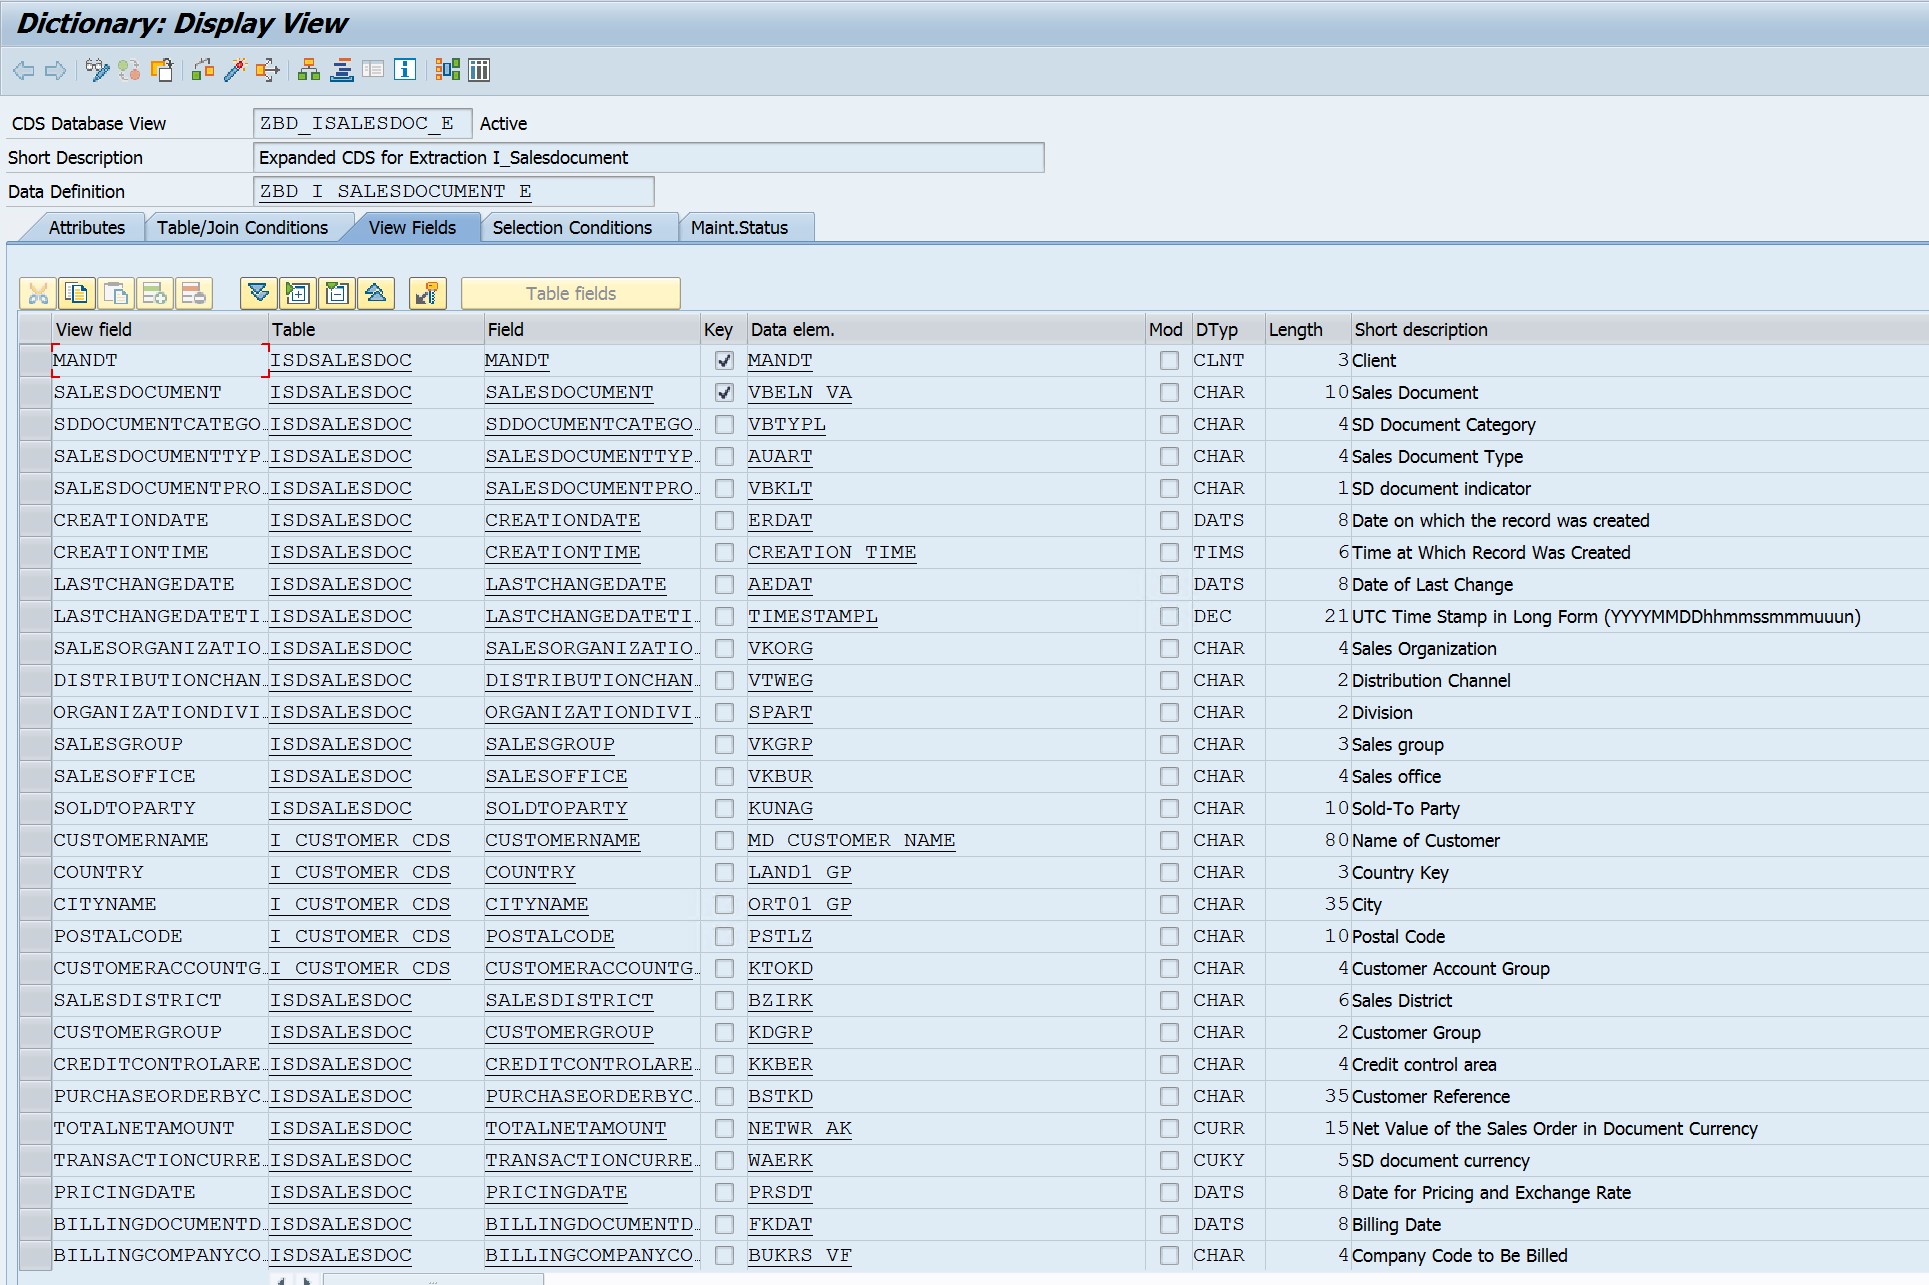 Dictionary: Display View
CDS Database View ZBD_ISALESDOC_E Active
Short Description Expanded CDS for Extraction I_Salesdocument
Data Definition ZBD_I_SALESDOCUMENT_E
Attributes Table/Join Conditions View Fields Selection Conditions Maint.Status
Table fields
View field Table Field Key Data elem. Mod DTyp Length Short description
MANDT ISDSALESDOC MANDT MANDT CLNT 3 Client
SALESDOCUMENT ISDSALESDOC SALESDOCUMENT VBELN_VA CHAR 10 Sales Document
SDDOCUMENTCATEGO… ISDSALESDOC SDDOCUMENTCATEGO… VBTYPL CHAR 4 SD Document Category
SALESDOCUMENTTYP… ISDSALESDOC SALESDOCUMENTTYP… AUART CHAR 4 Sales Document Type
SALESDOCUMENTPRO… ISDSALESDOC SALESDOCUMENTPRO… VBKLT CHAR 1 SD document indicator
CREATIONDATE ISDSALESDOC CREATIONDATE ERDAT DATS 8 Date on which the record was created
CREATIONTIME ISDSALESDOC CREATIONTIME CREATION_TIME TIMS 6 Time at Which Record Was Created
LASTCHANGEDATE ISDSALESDOC LASTCHANGEDATE AEDAT DATS 8 Date of Last Change
LASTCHANGEDATETI… ISDSALESDOC LASTCHANGEDATETI… TIMESTAMPL DEC 21 UTC Time Stamp in Long Form (YYYYMMDDhhmmssmmmuuun)
SALESORGANIZATIO… ISDSALESDOC SALESORGANIZATIO… VKORG CHAR 4 Sales Organization
DISTRIBUTIONCHAN… ISDSALESDOC DISTRIBUTIONCHAN… VTWEG CHAR 2 Distribution Channel
ORGANIZATIONDIVI… ISDSALESDOC ORGANIZATIONDIVI… SPART CHAR 2 Division
SALESGROUP ISDSALESDOC SALESGROUP VKGRP CHAR 3 Sales group
SALESOFFICE ISDSALESDOC SALESOFFICE VKBUR CHAR 4 Sales office
SOLDTOPARTY ISDSALESDOC SOLDTOPARTY KUNAG CHAR 10 Sold-To Party
CUSTOMERNAME I_CUSTOMER_CDS CUSTOMERNAME MD_CUSTOMER_NAME CHAR 80 Name of Customer
COUNTRY I_CUSTOMER_CDS COUNTRY LAND1_GP CHAR 3 Country Key
CITYNAME I_CUSTOMER_CDS CITYNAME ORT01_GP CHAR 35 City
POSTALCODE I_CUSTOMER_CDS POSTALCODE PSTLZ CHAR 10 Postal Code
CUSTOMERACCOUNTG… I_CUSTOMER_CDS CUSTOMERACCOUNTG… KTOKD CHAR 4 Customer Account Group
SALESDISTRICT ISDSALESDOC SALESDISTRICT BZIRK CHAR 6 Sales District
CUSTOMERGROUP ISDSALESDOC CUSTOMERGROUP KDGRP CHAR 2 Customer Group
CREDITCONTROLARE… ISDSALESDOC CREDITCONTROLARE… KKBER CHAR 4 Credit control area
PURCHASEORDERBYC… ISDSALESDOC PURCHASEORDERBYC… BSTKD CHAR 35 Customer Reference
TOTALNETAMOUNT ISDSALESDOC TOTALNETAMOUNT NETWR_AK CURR 15 Net Value of the Sales Order in Document Currency
TRANSACTIONCURRE… ISDSALESDOC TRANSACTIONCURRE… WAERK CUKY 5 SD document currency
PRICINGDATE ISDSALESDOC PRICINGDATE PRSDT DATS 8 Date for Pricing and Exchange Rate
BILLINGDOCUMENTD… ISDSALESDOC BILLINGDOCUMENTD… FKDAT DATS 8 Billing Date
BILLINGCOMPANYCO… ISDSALESDOC BILLINGCOMPANYCO… BUKRS_VF CHAR 4 Company Code to Be Billed